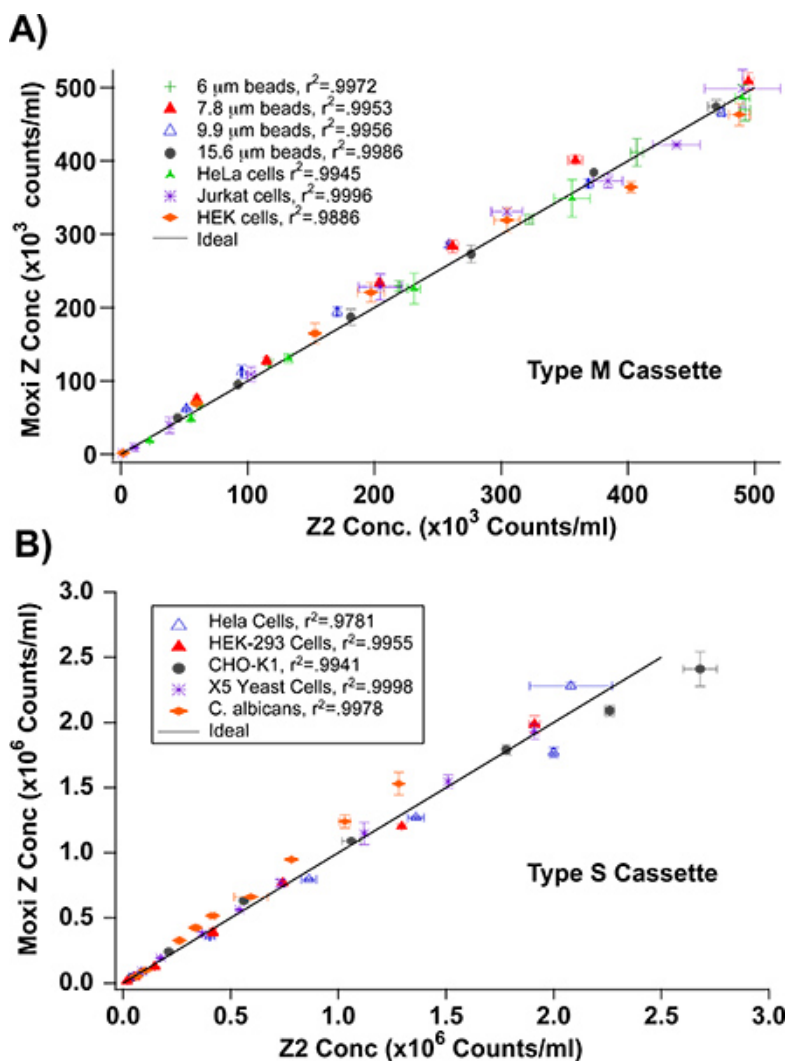 A)
500
400
300
200
100
0
Moxi Z Conc (x10³ counts/ml)
6 µm beads, r²=.9972
7.8 µm beads, r²=.9953
9.9 µm beads, r²=.9956
15.6 µm beads, r²=.9986
HeLa cells r²=.9945
Jurkat cells, r²=.9996
HEK cells, r²=.9886
Ideal
Type M Cassette
0 100 200 300 400 500
Z2 Conc. (x10³ Counts/ml)
B)
3.0
2.5
2.0
1.5
1.0
0.5
0.0
Moxi Z Conc (x10⁶ Counts/ml)
Hela Cells, r²=.9781
HEK-293 Cells, r²=.9955
CHO-K1, r²=.9941
X5 Yeast Cells, r²=.9998
C. albicans, r²=.9978
Ideal
Type S Cassette
0.0 0.5 1.0 1.5 2.0 2.5 3.0
Z2 Conc (x10⁶ Counts/ml)